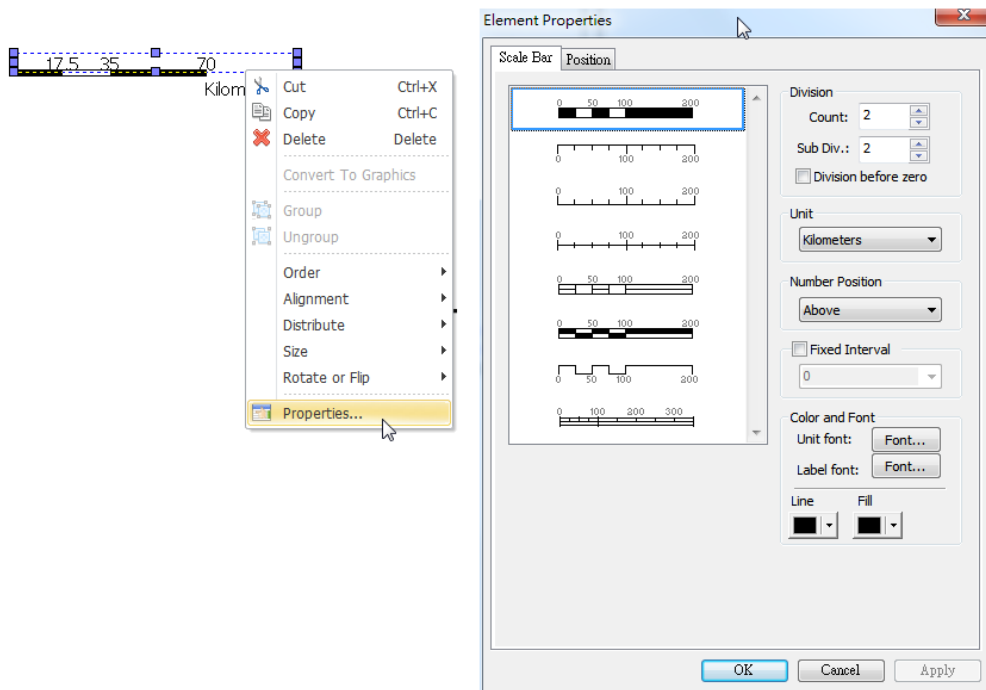 17.5 35 70
Kilom
Cut Ctrl+X
Copy Ctrl+C
Delete Delete
Convert To Graphics
Group
Ungroup
Order
Alignment
Distribute
Size
Rotate or Flip
Properties...
Element Properties
Scale Bar Position
0 50 100 200
0 100 200
0 100 200
0 100 200
0 50 100 200
0 50 100 200
0 50 100 200
0 100 200 300
Division
Count: 2
Sub Div.: 2
Division before zero
Unit
Kilometers
Number Position
Above
Fixed Interval
0
Color and Font
Unit font: Font...
Label font: Font...
Line Fill
OK Cancel Apply